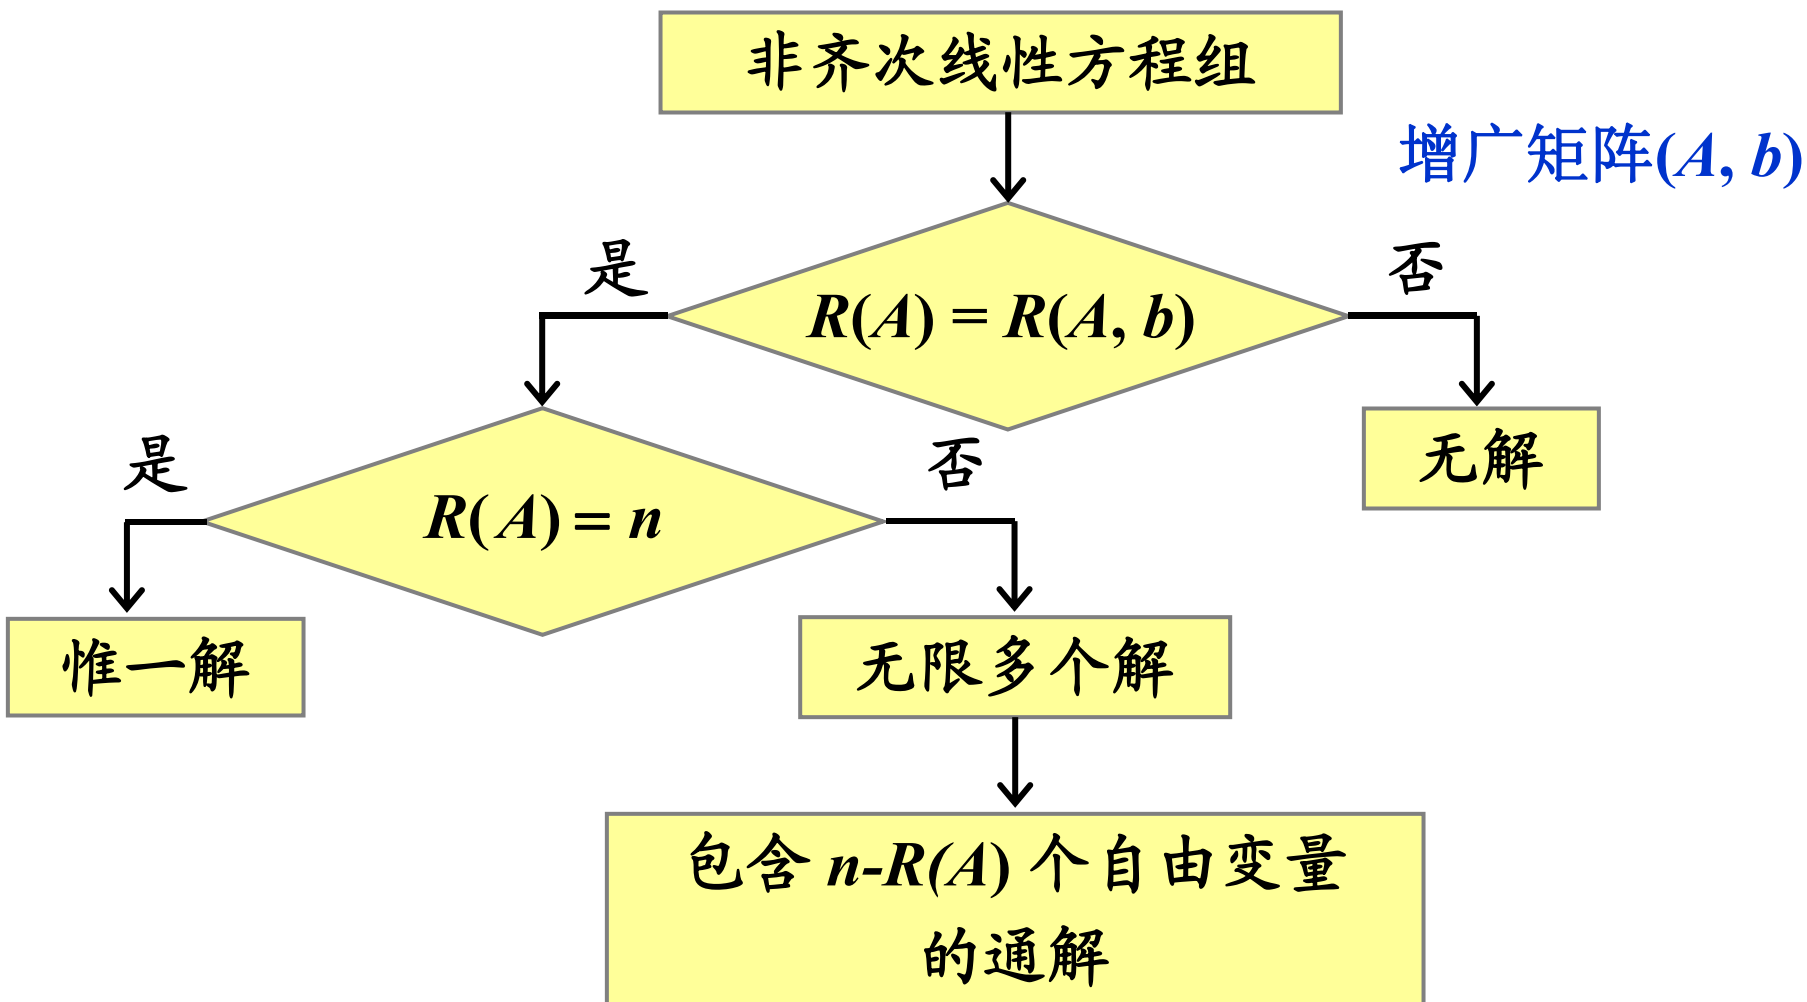 非齐次线性方程组
增广矩阵(A, b)
是
否
R(A) = R(A, b)
无解
是
否
R(A) = n
惟一解
无限多个解
包含 n-R(A) 个自由变量
的通解